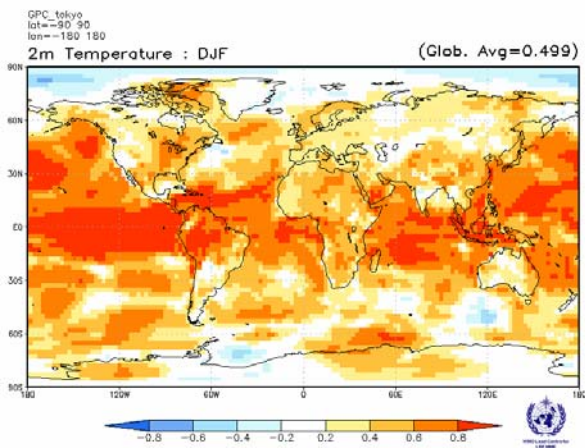 GPC_tokyo
lat=-90 90
lon=-180 180
2m Temperature : DJF (Glob. Avg=0.499)
90N
60N
30N
EQ
30S
60S
90S
180 120W 60W 0 60E 120E 180
-0.8 -0.6 -0.4 -0.2 0.2 0.4 0.6 0.8